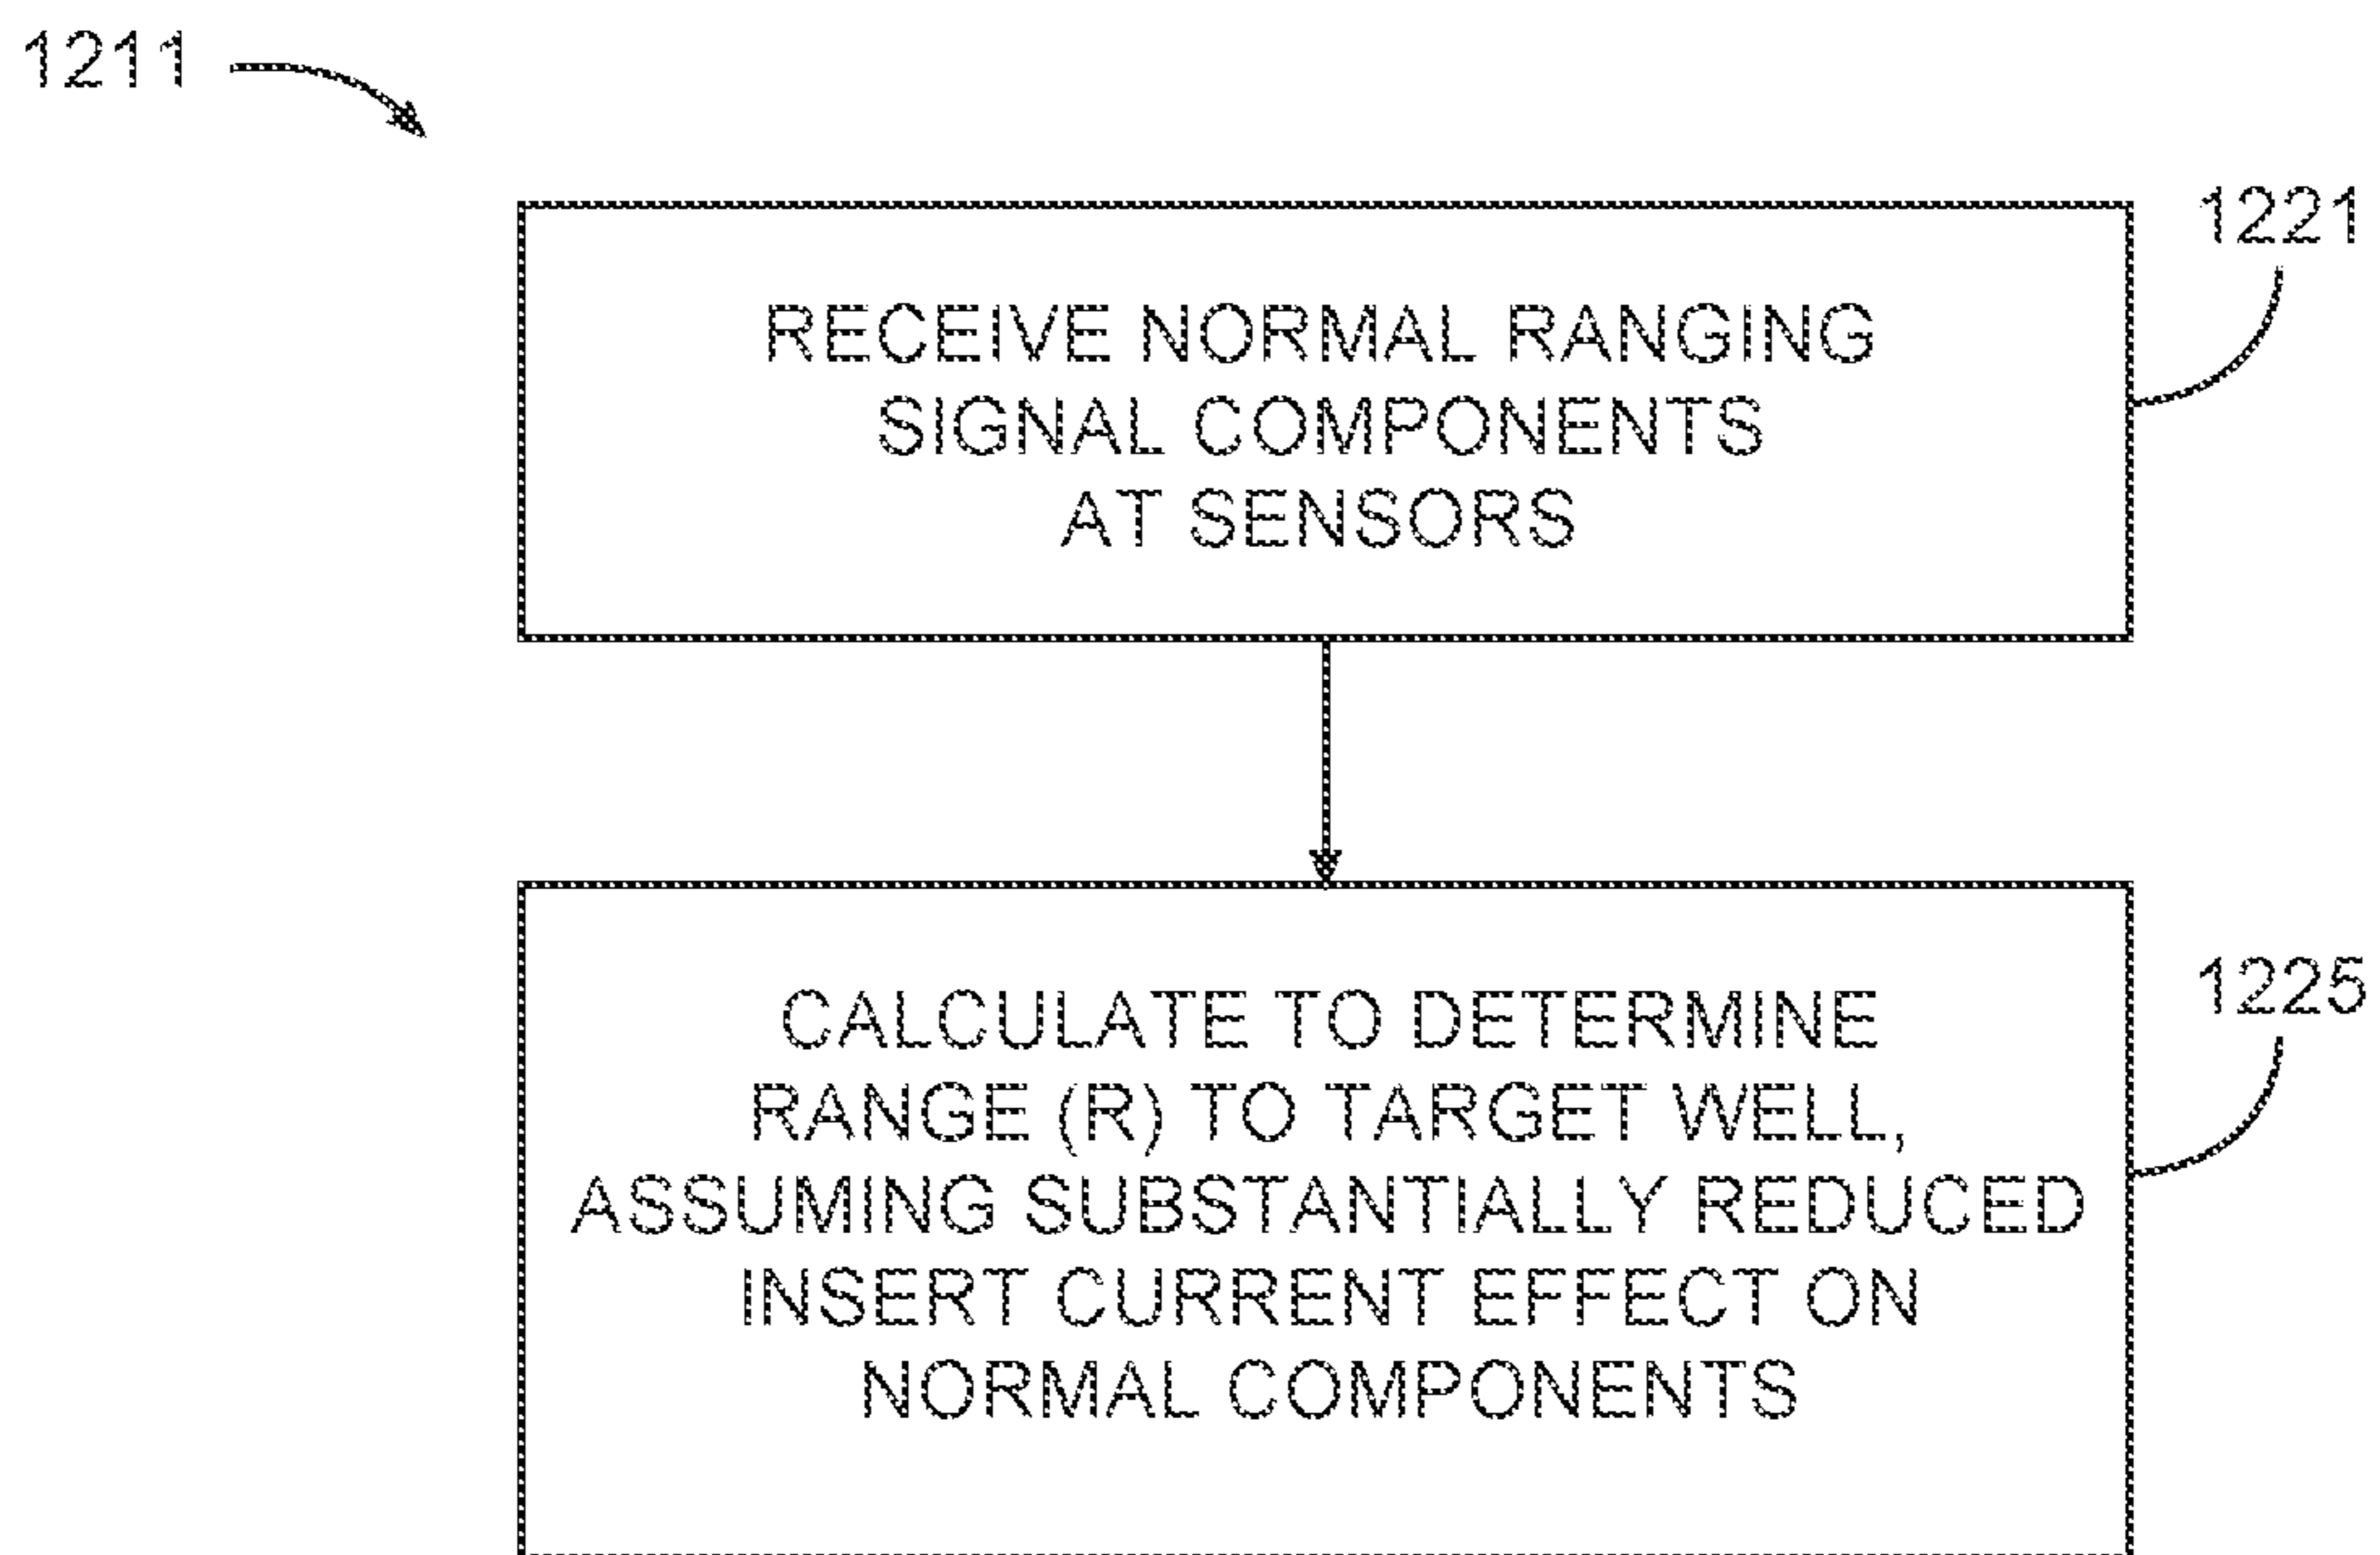 1211
1221
RECEIVE NORMAL RANGING
SIGNAL COMPONENTS
AT SENSORS
1225
CALCULATE TO DETERMINE
RANGE (R) TO TARGET WELL,
ASSUMING SUBSTANTIALLY REDUCED
INSERT CURRENT EFFECT ON
NORMAL COMPONENTS